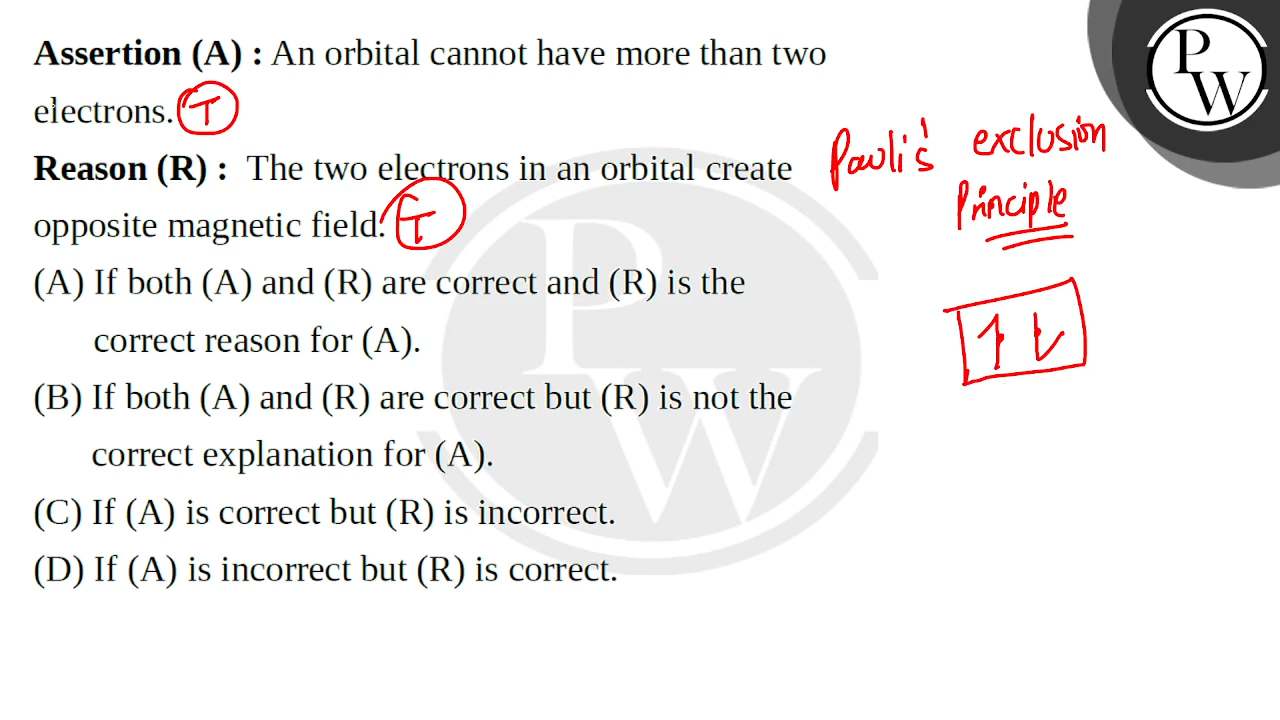 Assertion (A) : An orbital cannot have more than two
electrons. T
Reason (R) : The two electrons in an orbital create
opposite magnetic field. T
(A) If both (A) and (R) are correct and (R) is the
correct reason for (A).
(B) If both (A) and (R) are correct but (R) is not the
correct explanation for (A).
(C) If (A) is correct but (R) is incorrect.
(D) If (A) is incorrect but (R) is correct.
Pauli's exclusion
Principle
P
W
P
W